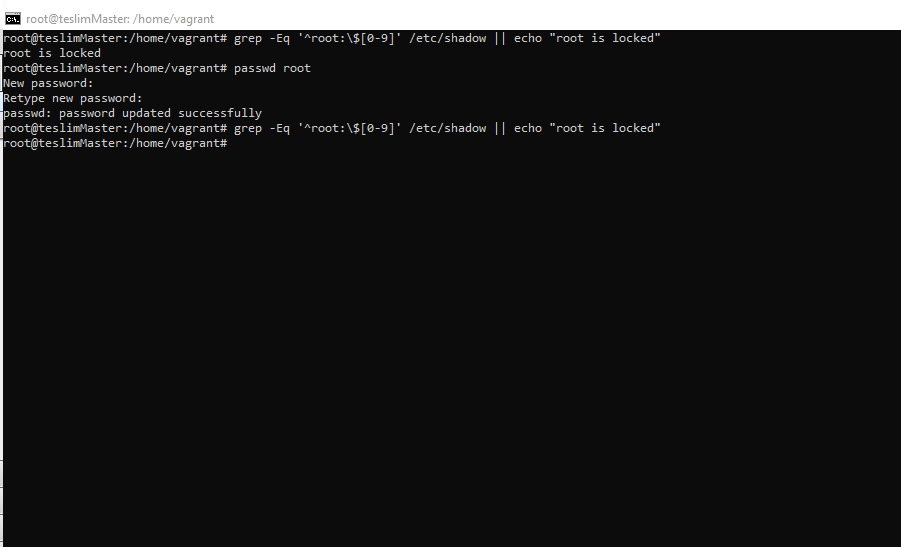 root@teslimMaster: /home/vagrant
root@teslimMaster:/home/vagrant# grep -Eq '^root:\$[0-9]' /etc/shadow || echo "root is locked"
root is locked
root@teslimMaster:/home/vagrant# passwd root
New password:
Retype new password:
passwd: password updated successfully
root@teslimMaster:/home/vagrant# grep -Eq '^root:\$[0-9]' /etc/shadow || echo "root is locked"
root@teslimMaster:/home/vagrant#